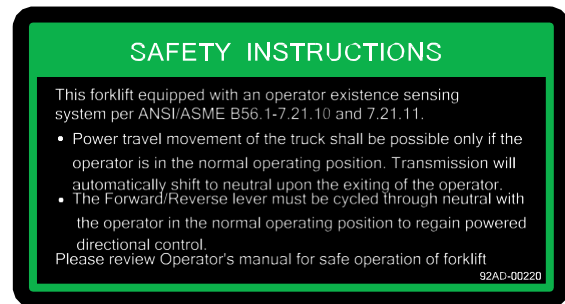 SAFETY INSTRUCTIONS
This forklift equipped with an operator existence sensing
system per ANSI/ASME B56.1-7.21.10 and 7.21.11.
• Power travel movement of the truck shall be possible only if the
operator is in the normal operating position. Transmission will
automatically shift to neutral upon the exiting of the operator.
• The Forward/Reverse lever must be cycled through neutral with
the operator in the normal operating position to regain powered
directional control.
Please review Operator's manual for safe operation of forklift
92AD-00220